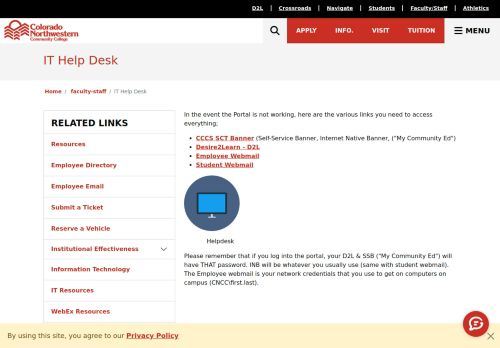 D2L | Crossroads | Navigate | Students | Faculty/Staff | Athletics
Colorado
Northwestern
Community College
APPLY INFO. VISIT TUITION MENU
IT Help Desk
Home / faculty-staff / IT Help Desk
RELATED LINKS
Resources
Employee Directory
Employee Email
Submit a Ticket
Reserve a Vehicle
Institutional Effectiveness
Information Technology
IT Resources
WebEx Resources
In the event the Portal is not working, here are the various links you need to access
everything;
CCCS SCT Banner (Self-Service Banner, Internet Native Banner, ("My Community Ed")
Desire2Learn - D2L
Employee Webmail
Student Webmail
Helpdesk
Please remember that if you log into the portal, your D2L & SSB ("My Community Ed") will
have THAT password. INB will be whatever you usually use (same with student webmail).
The Employee webmail is your network credentials that you use to get on computers on
campus (CNCC\first.last).
By using this site, you agree to our Privacy Policy
×